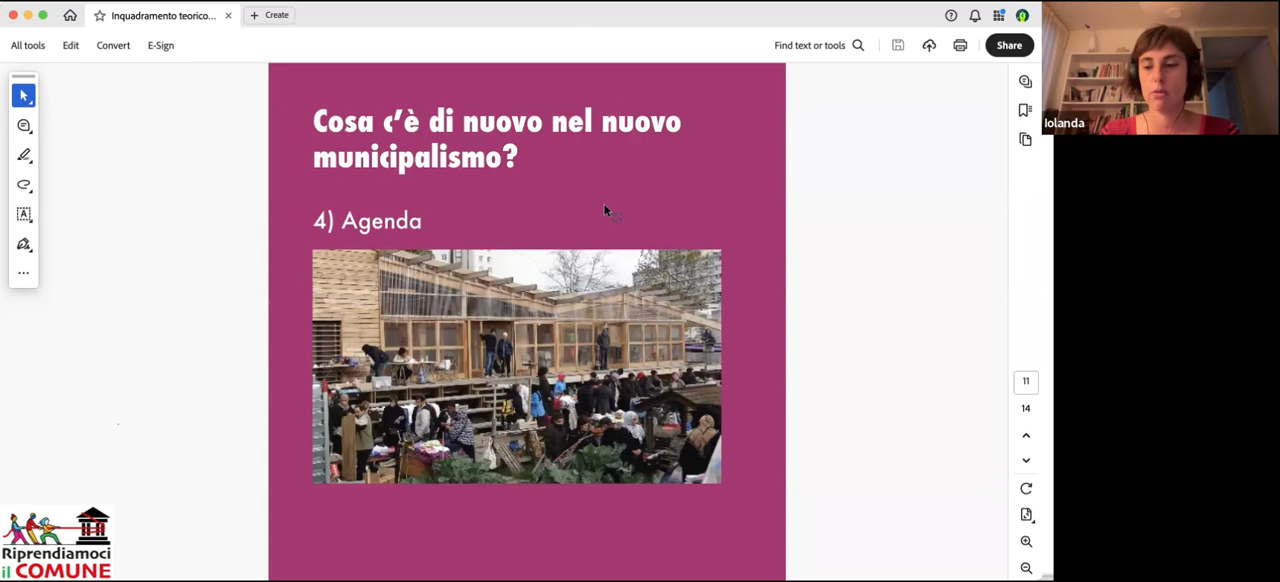 Inquadramento teorico...
Create
All tools
Edit
Convert
E-Sign
Find text or tools
Share
Iolanda
Cosa c'è di nuovo nel nuovo
municipalismo?
4) Agenda
11
14
Riprendiamoci
il COMUNE